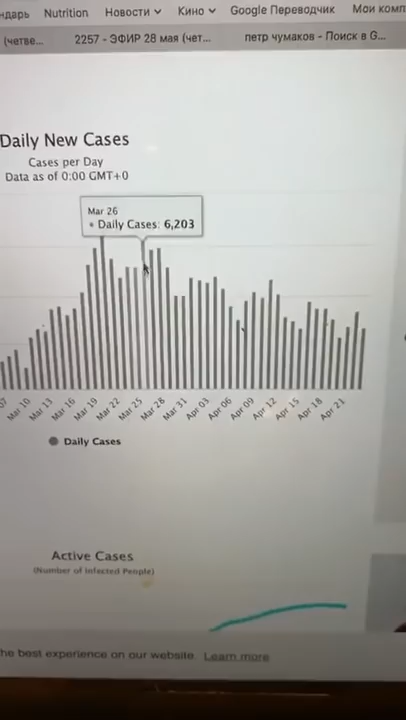 ндарь Nutrition Новости Кино Google Переводчик Мои комп
(четве... 2257 - ЭФИР 28 мая (чет... петр чумаков - Поиск в G...
Daily New Cases
Cases per Day
Data as of 0:00 GMT+0
Mar 26
Daily Cases: 6,203
07 Mar 10 Mar 13 Mar 16 Mar 19 Mar 22 Mar 25 Mar 28 Mar 31 Apr 03 Apr 06 Apr 09 Apr 12 Apr 15 Apr 18 Apr 21
Daily Cases
Active Cases
(Number of Infected People)
he best experience on our website. Learn more